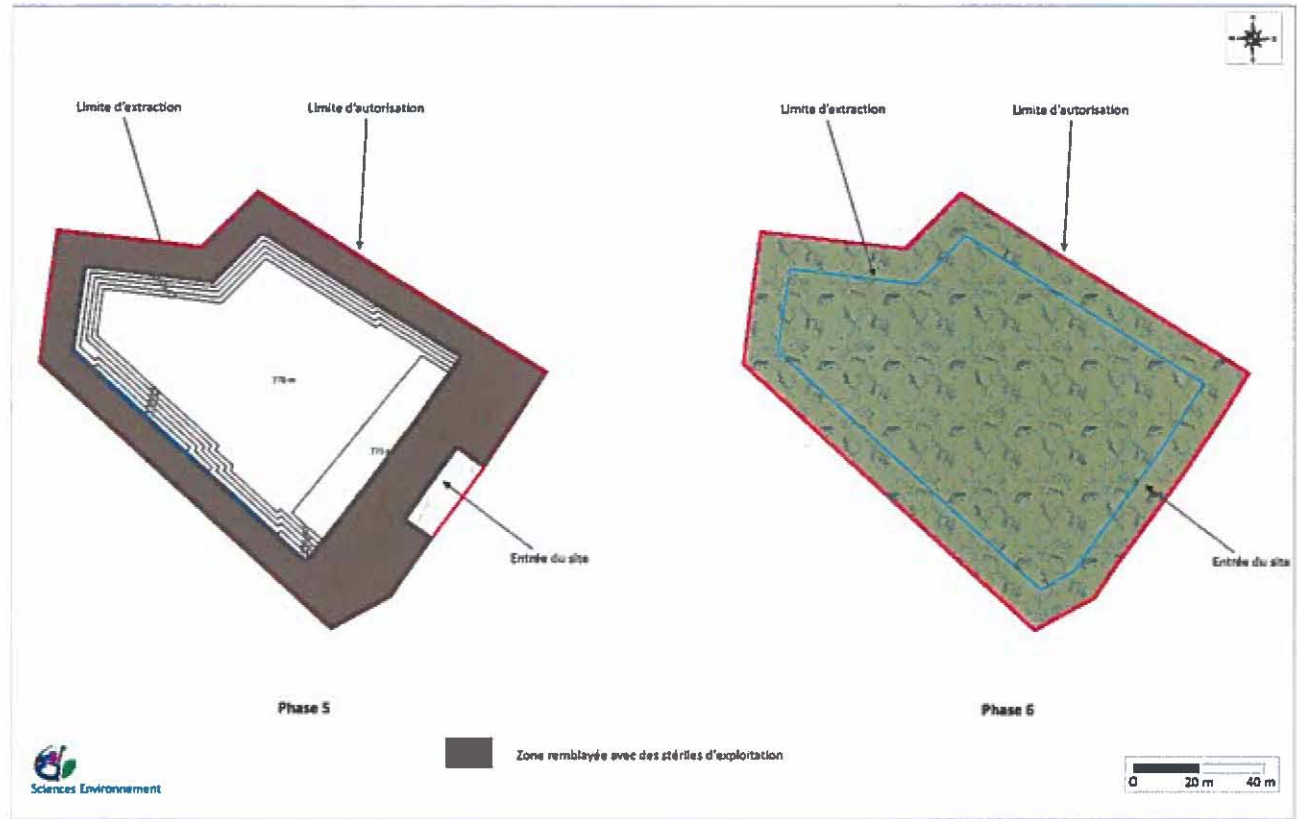 Limite d'extraction
Limite d'autorisation
Limite d'extraction
Limite d'autorisation
Entrée du site
Entrée du site
Phase 5
Phase 6
Zone remblayée avec des stériles d'exploitation
Sciences Environnement
0 20 m 40 m